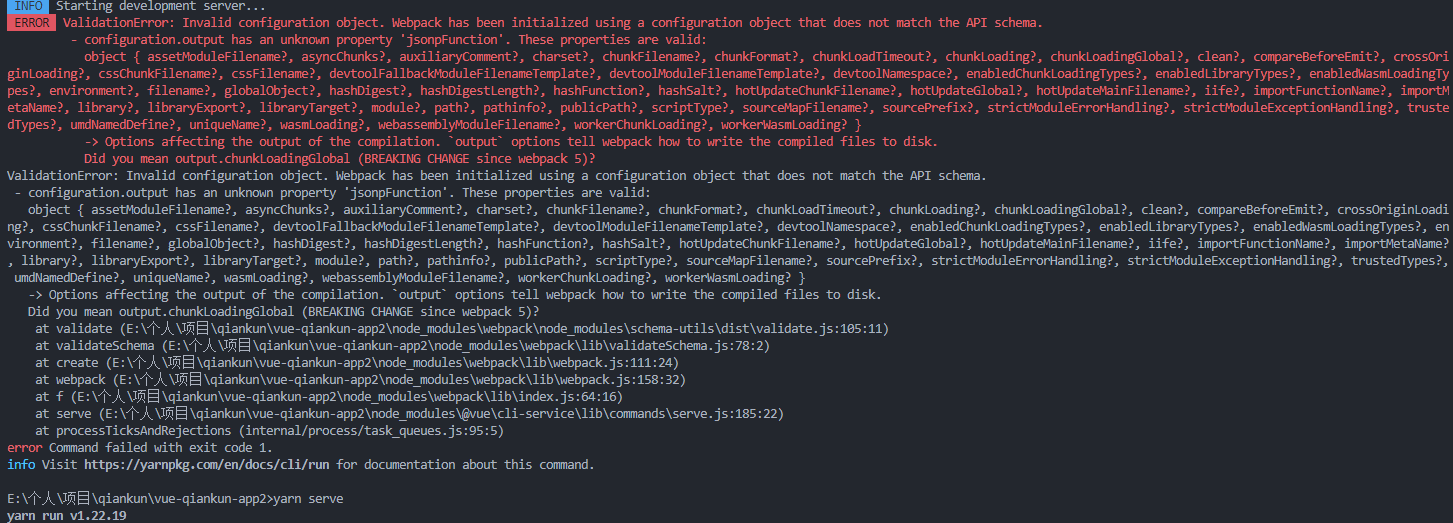 INFO Starting development server...
ERROR ValidationError: Invalid configuration object. Webpack has been initialized using a configuration object that does not match the API schema.
- configuration.output has an unknown property 'jsonpFunction'. These properties are valid:
object { assetModuleFilename?, asyncChunks?, auxiliaryComment?, charset?, chunkFilename?, chunkFormat?, chunkLoadTimeout?, chunkLoading?, chunkLoadingGlobal?, clean?, compareBeforeEmit?, crossOri
ginLoading?, cssChunkFilename?, cssFilename?, devtoolFallbackModuleFilenameTemplate?, devtoolModuleFilenameTemplate?, devtoolNamespace?, enabledChunkLoadingTypes?, enabledLibraryTypes?, enabledWasmLoadingTy
pes?, environment?, filename?, globalObject?, hashDigest?, hashDigestLength?, hashFunction?, hashSalt?, hotUpdateChunkFilename?, hotUpdateGlobal?, hotUpdateMainFilename?, iife?, importFunctionName?, importM
etaName?, library?, libraryExport?, libraryTarget?, module?, path?, pathinfo?, publicPath?, scriptType?, sourceMapFilename?, sourcePrefix?, strictModuleErrorHandling?, strictModuleExceptionHandling?, truste
dTypes?, umdNamedDefine?, uniqueName?, wasmLoading?, webassemblyModuleFilename?, workerChunkLoading?, workerWasmLoading? }
-> Options affecting the output of the compilation. `output` options tell webpack how to write the compiled files to disk.
Did you mean output.chunkLoadingGlobal (BREAKING CHANGE since webpack 5)?
ValidationError: Invalid configuration object. Webpack has been initialized using a configuration object that does not match the API schema.
- configuration.output has an unknown property 'jsonpFunction'. These properties are valid:
object { assetModuleFilename?, asyncChunks?, auxiliaryComment?, charset?, chunkFilename?, chunkFormat?, chunkLoadTimeout?, chunkLoading?, chunkLoadingGlobal?, clean?, compareBeforeEmit?, crossOriginLoadi
ng?, cssChunkFilename?, cssFilename?, devtoolFallbackModuleFilenameTemplate?, devtoolModuleFilenameTemplate?, devtoolNamespace?, enabledChunkLoadingTypes?, enabledLibraryTypes?, enabledWasmLoadingTypes?, en
vironment?, filename?, globalObject?, hashDigest?, hashDigestLength?, hashFunction?, hashSalt?, hotUpdateChunkFilename?, hotUpdateGlobal?, hotUpdateMainFilename?, iife?, importFunctionName?, importMetaName?
, library?, libraryExport?, libraryTarget?, module?, path?, pathinfo?, publicPath?, scriptType?, sourceMapFilename?, sourcePrefix?, strictModuleErrorHandling?, strictModuleExceptionHandling?, trustedTypes?,
umdNamedDefine?, uniqueName?, wasmLoading?, webassemblyModuleFilename?, workerChunkLoading?, workerWasmLoading? }
-> Options affecting the output of the compilation. `output` options tell webpack how to write the compiled files to disk.
Did you mean output.chunkLoadingGlobal (BREAKING CHANGE since webpack 5)?
at validate (E:\个人\项目\qiankun\vue-qiankun-app2\node_modules\webpack\node_modules\schema-utils\dist\validate.js:105:11)
at validateSchema (E:\个人\项目\qiankun\vue-qiankun-app2\node_modules\webpack\lib\validateSchema.js:78:2)
at create (E:\个人\项目\qiankun\vue-qiankun-app2\node_modules\webpack\lib\webpack.js:111:24)
at webpack (E:\个人\项目\qiankun\vue-qiankun-app2\node_modules\webpack\lib\webpack.js:158:32)
at f (E:\个人\项目\qiankun\vue-qiankun-app2\node_modules\webpack\lib\index.js:64:16)
at serve (E:\个人\项目\qiankun\vue-qiankun-app2\node_modules\@vue\cli-service\lib\commands\serve.js:185:22)
at processTicksAndRejections (internal/process/task_queues.js:95:5)
error Command failed with exit code 1.
info Visit https://yarnpkg.com/en/docs/cli/run for documentation about this command.
E:\个人\项目\qiankun\vue-qiankun-app2>yarn serve
yarn run v1.22.19